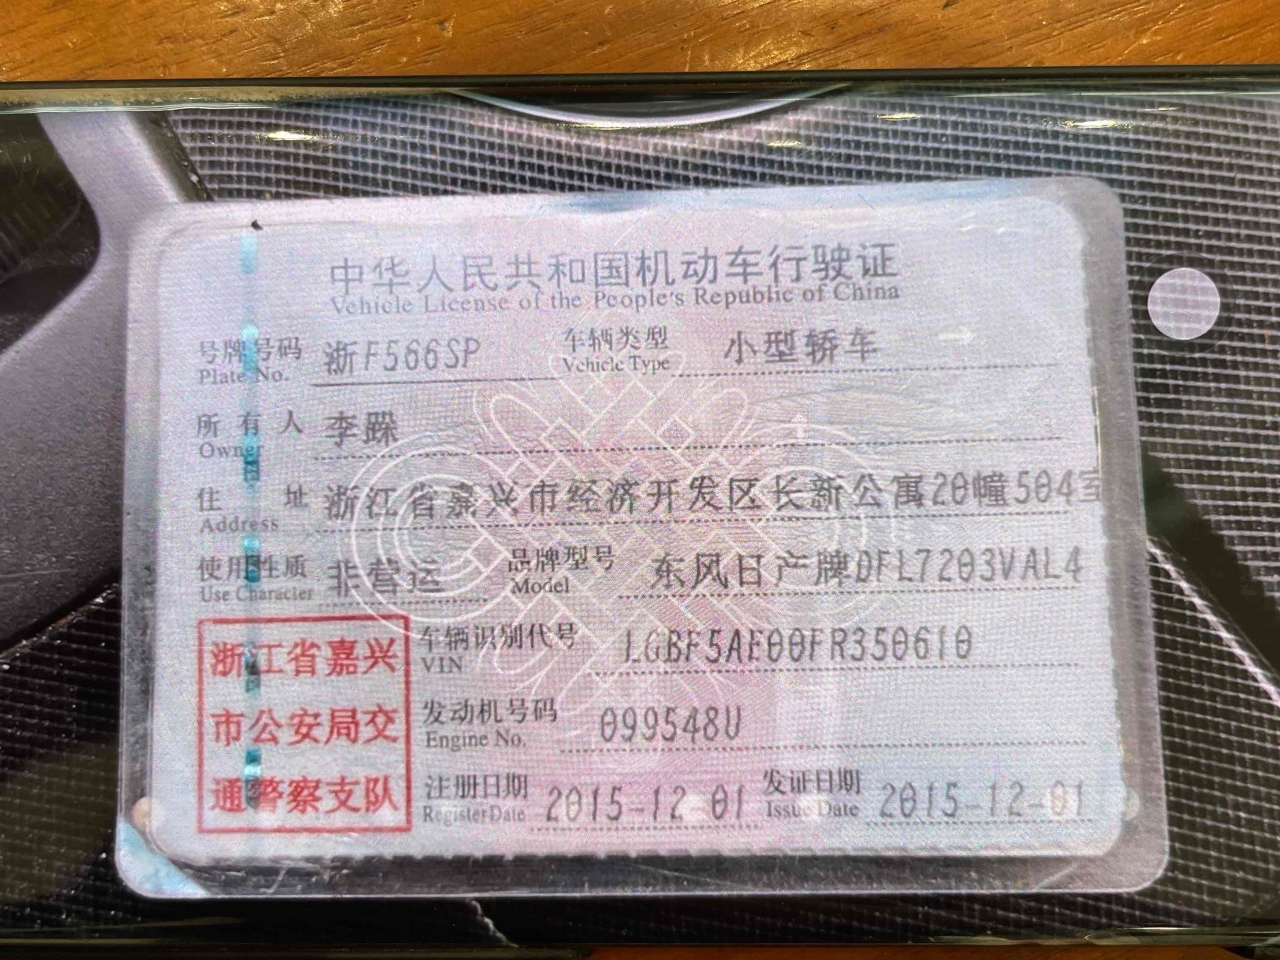 中华人民共和国机动车行驶证
Vehicle License of the People's Republic of China
号牌号码 浙F566SP 车辆类型 小型轿车
Plate No. Vehicle Type
所有人 李跺
Owner
住址 浙江省嘉兴市经济开发区长新公寓20幢504室
Address
使用性质 非营运 品牌型号 东风日产牌DFL7203VAL4
Use Character Model
浙江省嘉兴 车辆识别代号 LGBF5AE00FR350610
VIN
市公安局交 发动机号码 099548U
Engine No.
通警察支队 注册日期 2015-12-01 发证日期 2015-12-01
Register Date Issue Date